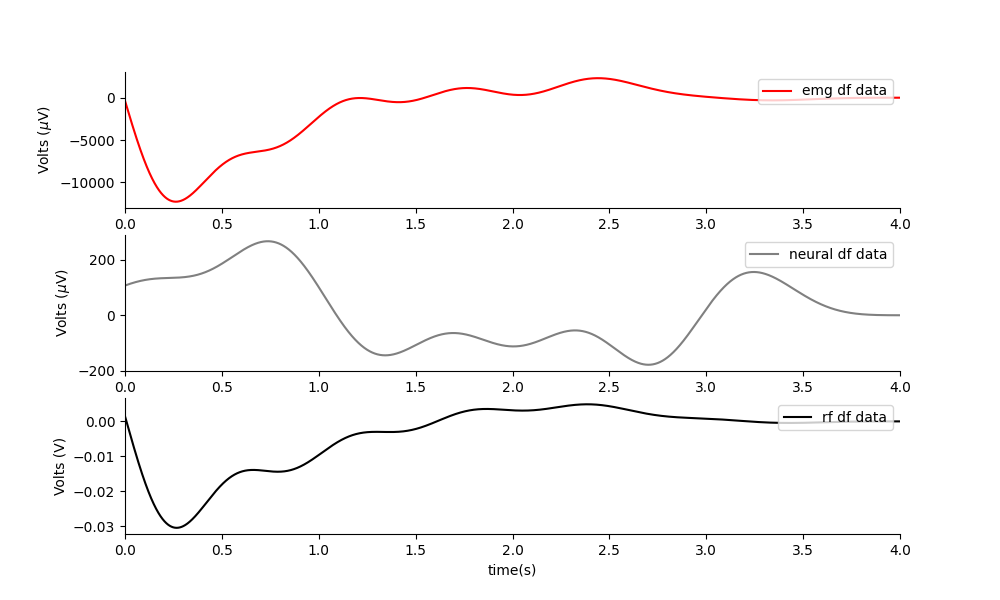 emg df data
Volts (μV)
0
−5000
−10000
0.0 0.5 1.0 1.5 2.0 2.5 3.0 3.5 4.0
neural df data
Volts (μV)
200
0
−200
0.0 0.5 1.0 1.5 2.0 2.5 3.0 3.5 4.0
rf df data
Volts (V)
0.00
−0.01
−0.02
−0.03
0.0 0.5 1.0 1.5 2.0 2.5 3.0 3.5 4.0
time(s)